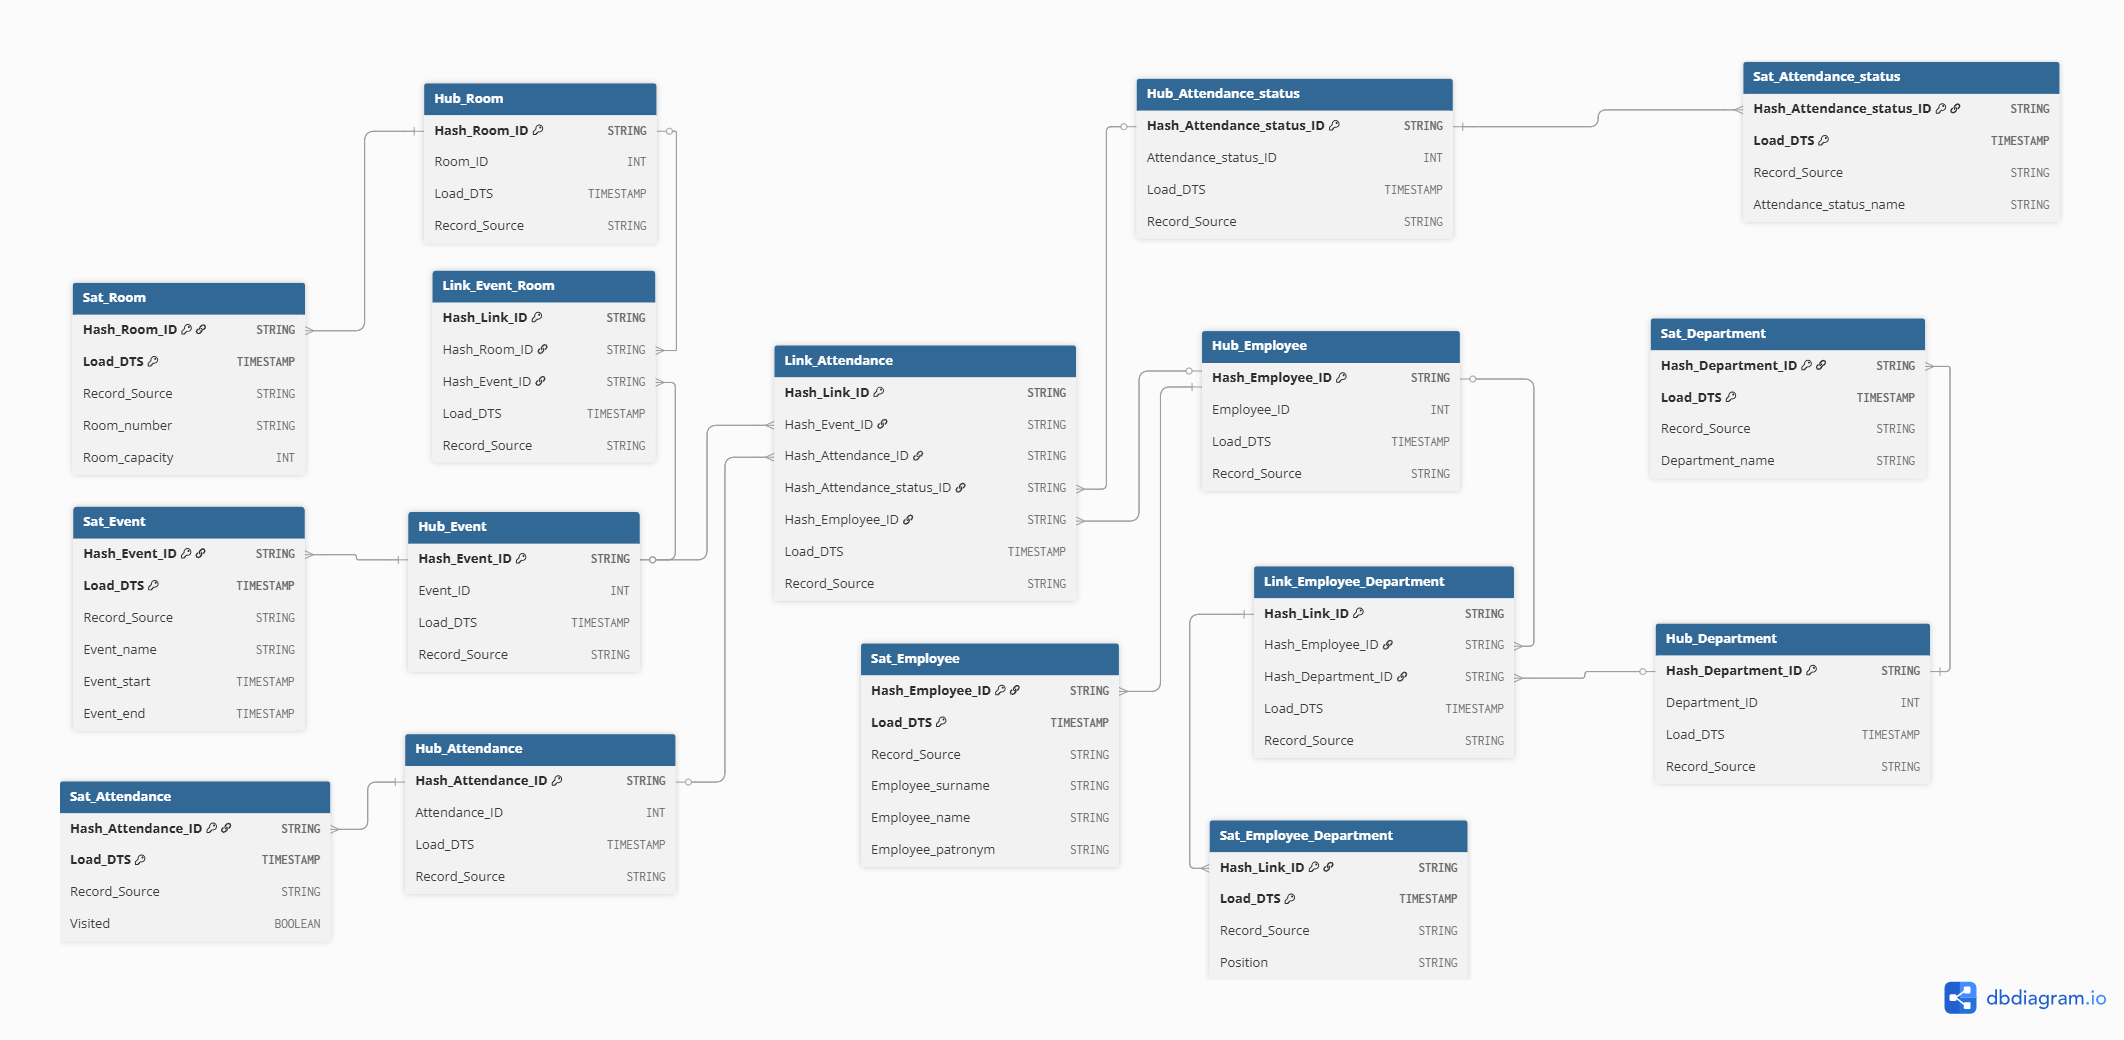 Hub_Room
Hash_Room_ID STRING
Room_ID INT
Load_DTS TIMESTAMP
Record_Source STRING
Link_Event_Room
Hash_Link_ID STRING
Hash_Room_ID STRING
Hash_Event_ID STRING
Load_DTS TIMESTAMP
Record_Source STRING
Sat_Room
Hash_Room_ID STRING
Load_DTS TIMESTAMP
Record_Source STRING
Room_number STRING
Room_capacity INT
Sat_Event
Hash_Event_ID STRING
Load_DTS TIMESTAMP
Record_Source STRING
Event_name STRING
Event_start TIMESTAMP
Event_end TIMESTAMP
Hub_Event
Hash_Event_ID STRING
Event_ID INT
Load_DTS TIMESTAMP
Record_Source STRING
Hub_Attendance
Hash_Attendance_ID STRING
Attendance_ID INT
Load_DTS TIMESTAMP
Record_Source STRING
Sat_Attendance
Hash_Attendance_ID STRING
Load_DTS TIMESTAMP
Record_Source STRING
Visited BOOLEAN
Link_Attendance
Hash_Link_ID STRING
Hash_Event_ID STRING
Hash_Attendance_ID STRING
Hash_Attendance_status_ID STRING
Hash_Employee_ID STRING
Load_DTS TIMESTAMP
Record_Source STRING
Sat_Employee
Hash_Employee_ID STRING
Load_DTS TIMESTAMP
Record_Source STRING
Employee_surname STRING
Employee_name STRING
Employee_patronym STRING
Hub_Attendance_status
Hash_Attendance_status_ID STRING
Attendance_status_ID INT
Load_DTS TIMESTAMP
Record_Source STRING
Hub_Employee
Hash_Employee_ID STRING
Employee_ID INT
Load_DTS TIMESTAMP
Record_Source STRING
Link_Employee_Department
Hash_Link_ID STRING
Hash_Employee_ID STRING
Hash_Department_ID STRING
Load_DTS TIMESTAMP
Record_Source STRING
Sat_Employee_Department
Hash_Link_ID STRING
Load_DTS TIMESTAMP
Record_Source STRING
Position STRING
Sat_Attendance_status
Hash_Attendance_status_ID STRING
Load_DTS TIMESTAMP
Record_Source STRING
Attendance_status_name STRING
Sat_Department
Hash_Department_ID STRING
Load_DTS TIMESTAMP
Record_Source STRING
Department_name STRING
Hub_Department
Hash_Department_ID STRING
Department_ID INT
Load_DTS TIMESTAMP
Record_Source STRING
dbdiagram.io